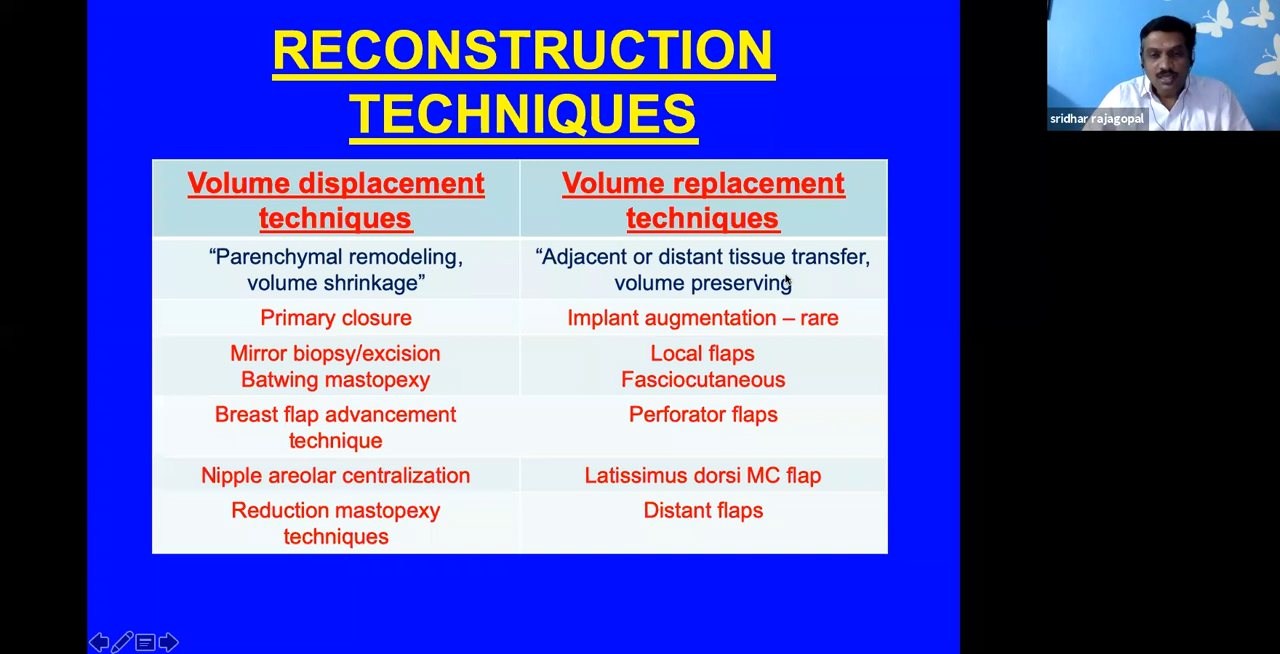 RECONSTRUCTION
TECHNIQUES
Volume displacement
techniques
Volume replacement
techniques
“Parenchymal remodeling,
volume shrinkage”
“Adjacent or distant tissue transfer,
volume preserving
Primary closure
Implant augmentation – rare
Mirror biopsy/excision
Batwing mastopexy
Local flaps
Fasciocutaneous
Breast flap advancement
technique
Perforator flaps
Nipple areolar centralization
Latissimus dorsi MC flap
Reduction mastopexy
techniques
Distant flaps
sridhar rajagopal